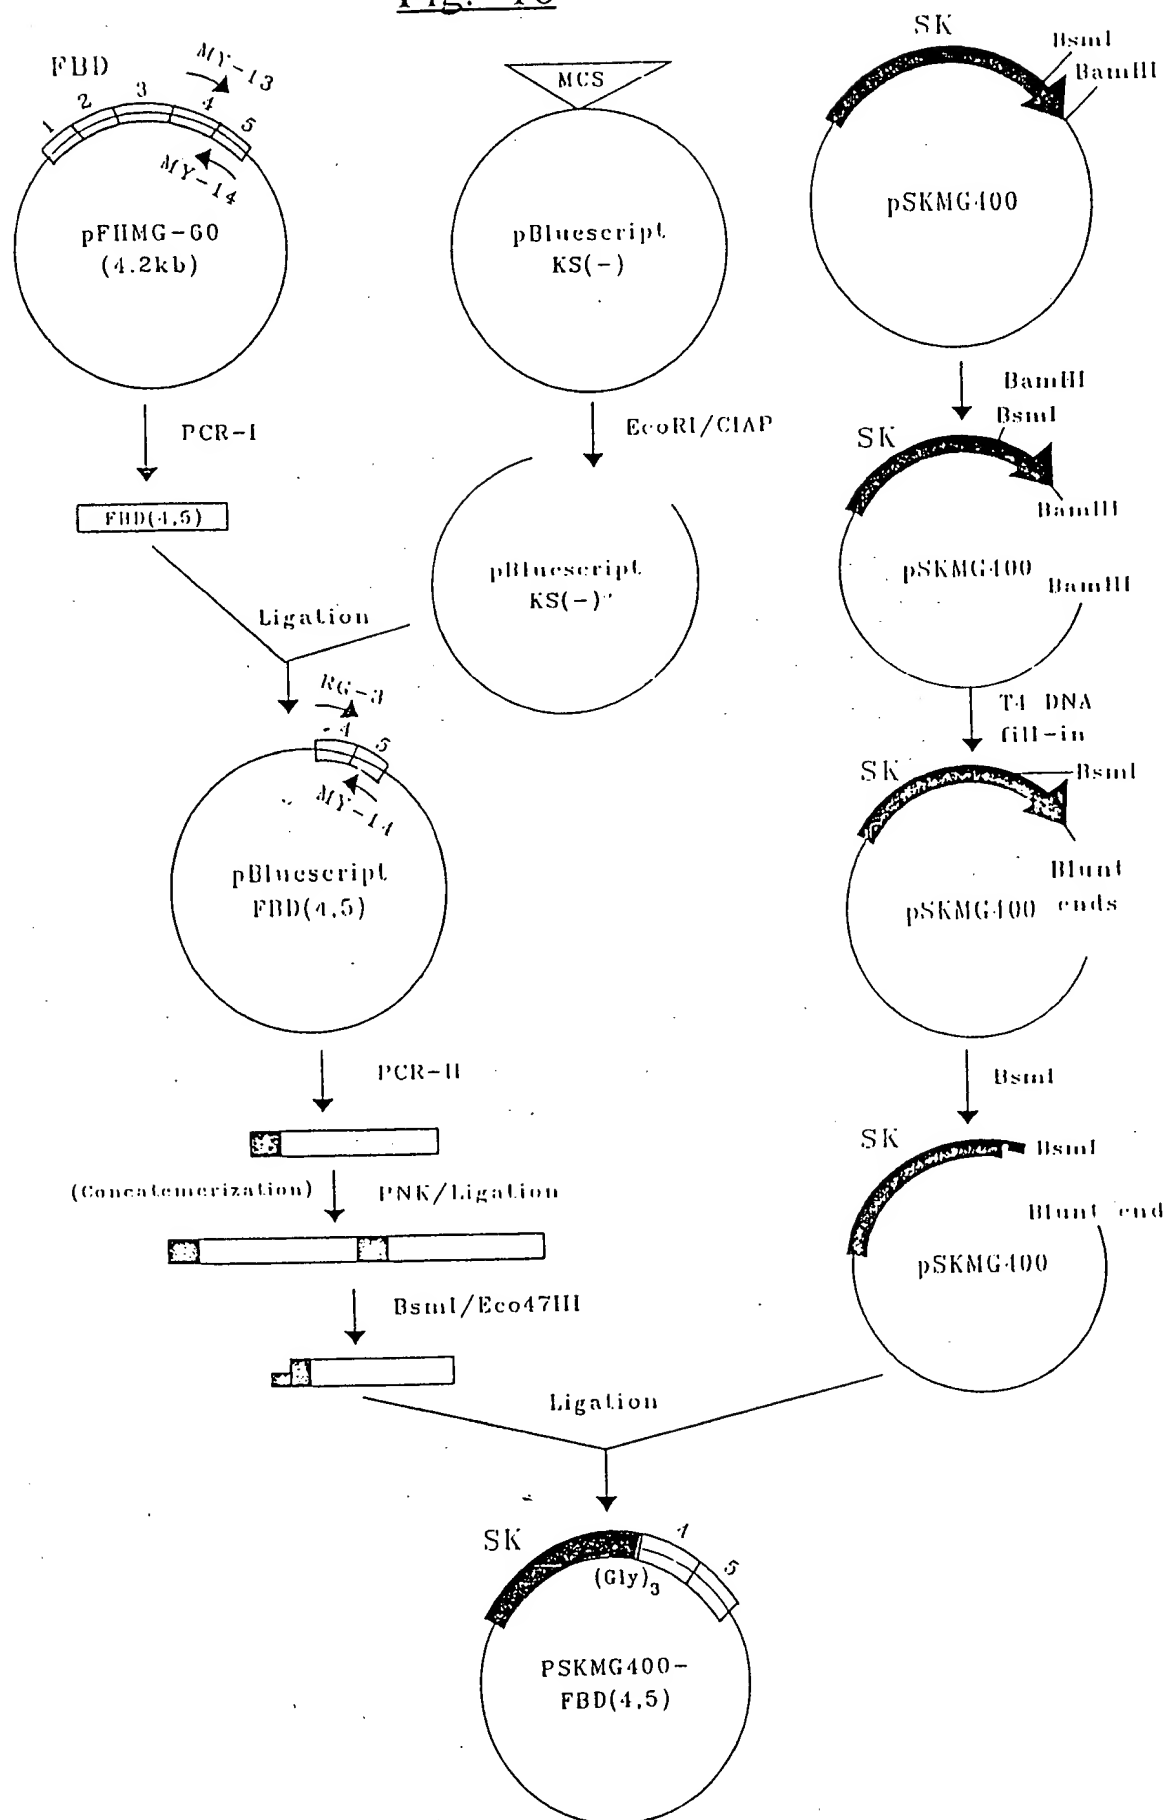 FBD
MY-13
1 2 3 4 5
MY-14
pFHMG-60
(4.2kb)
PCR-I
FBD(4,5)
MCS
pBluescript
KS(-)
EcoRI/CIAP
pBluescript
KS(-)
Ligation
SK
BsmI
BamHI
pSKMG400
BamHI
BsmI
SK
BamHI
pSKMG400
BamHI
T4 DNA
fill-in
SK
BsmI
Blunt
ends
pSKMG400
BsmI
SK
BsmI
Blunt end
pSKMG400
RG-3
4 5
MY-14
pBluescript
FBD(4,5)
PCR-II
(Concatemerization)
PNK/Ligation
BsmI/Eco47III
Ligation
SK
4 5
(Gly)3
PSKMG400-
FBD(4,5)